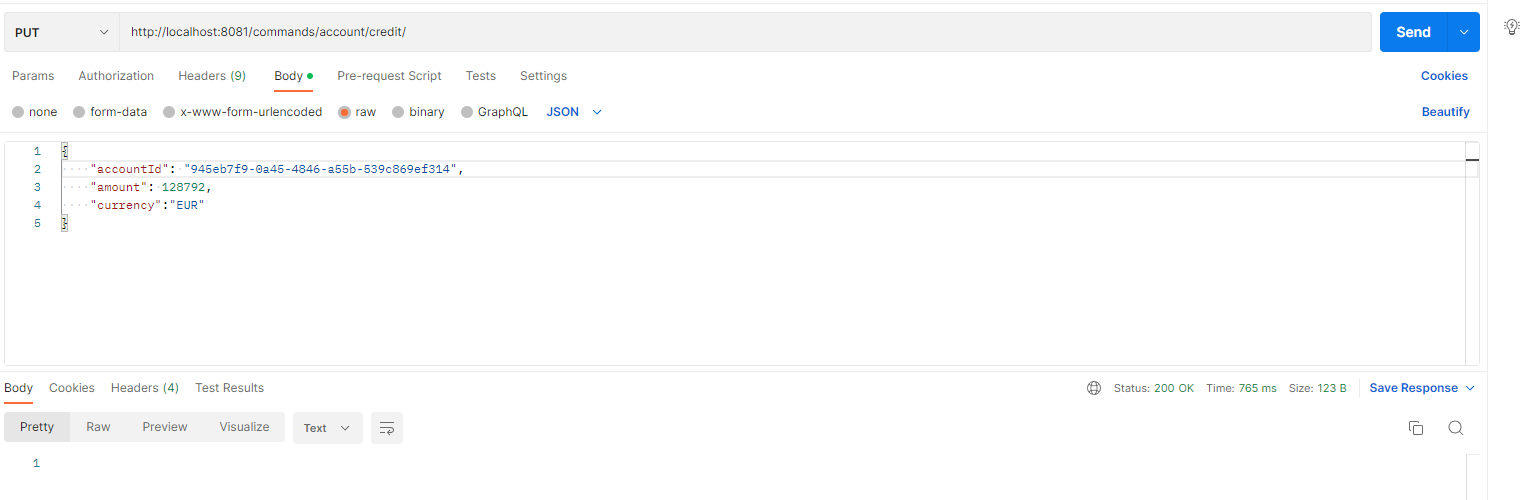 PUT http://localhost:8081/commands/account/credit/ Send
Params Authorization Headers (9) Body Pre-request Script Tests Settings Cookies
none form-data x-www-form-urlencoded raw binary GraphQL JSON Beautify
1 {
2 "accountId": "945eb7f9-0a45-4846-a55b-539c869ef314",
3 "amount": 128792,
4 "currency":"EUR"
5 }
Body Cookies Headers (4) Test Results Status: 200 OK Time: 765 ms Size: 123 B Save Response
Pretty Raw Preview Visualize Text
1